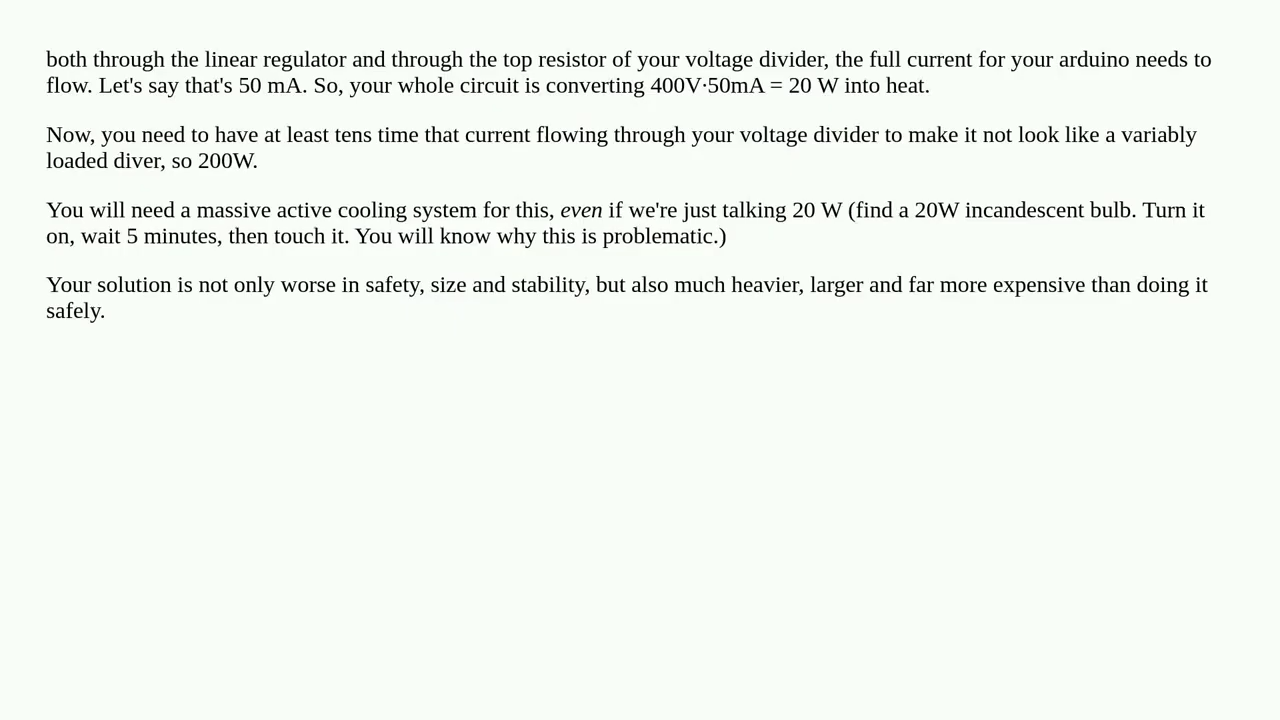 both through the linear regulator and through the top resistor of your voltage divider, the full current for your arduino needs to
flow. Let's say that's 50 mA. So, your whole circuit is converting 400V·50mA = 20 W into heat.
Now, you need to have at least tens time that current flowing through your voltage divider to make it not look like a variably
loaded diver, so 200W.
You will need a massive active cooling system for this, even if we're just talking 20 W (find a 20W incandescent bulb. Turn it
on, wait 5 minutes, then touch it. You will know why this is problematic.)
Your solution is not only worse in safety, size and stability, but also much heavier, larger and far more expensive than doing it
safely.